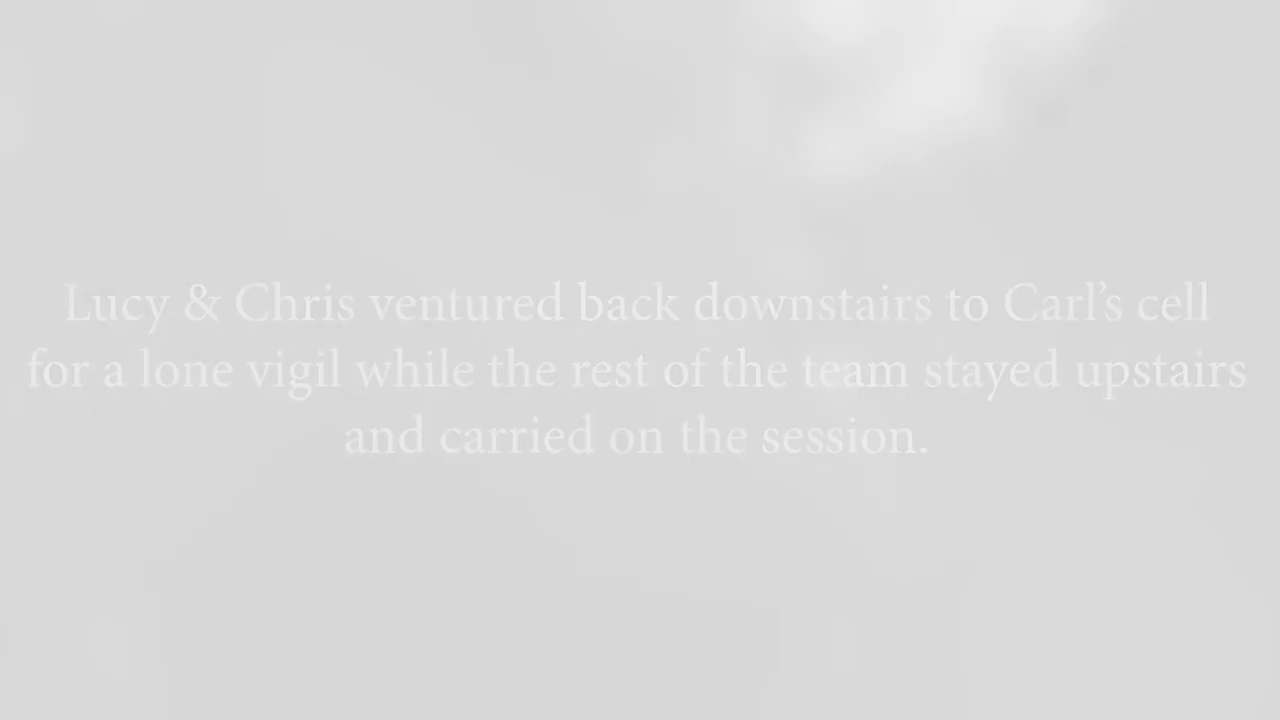 Lucy & Chris ventured back downstairs to Carl’s cell
for a lone vigil while the rest of the team stayed upstairs
and carried on the session.